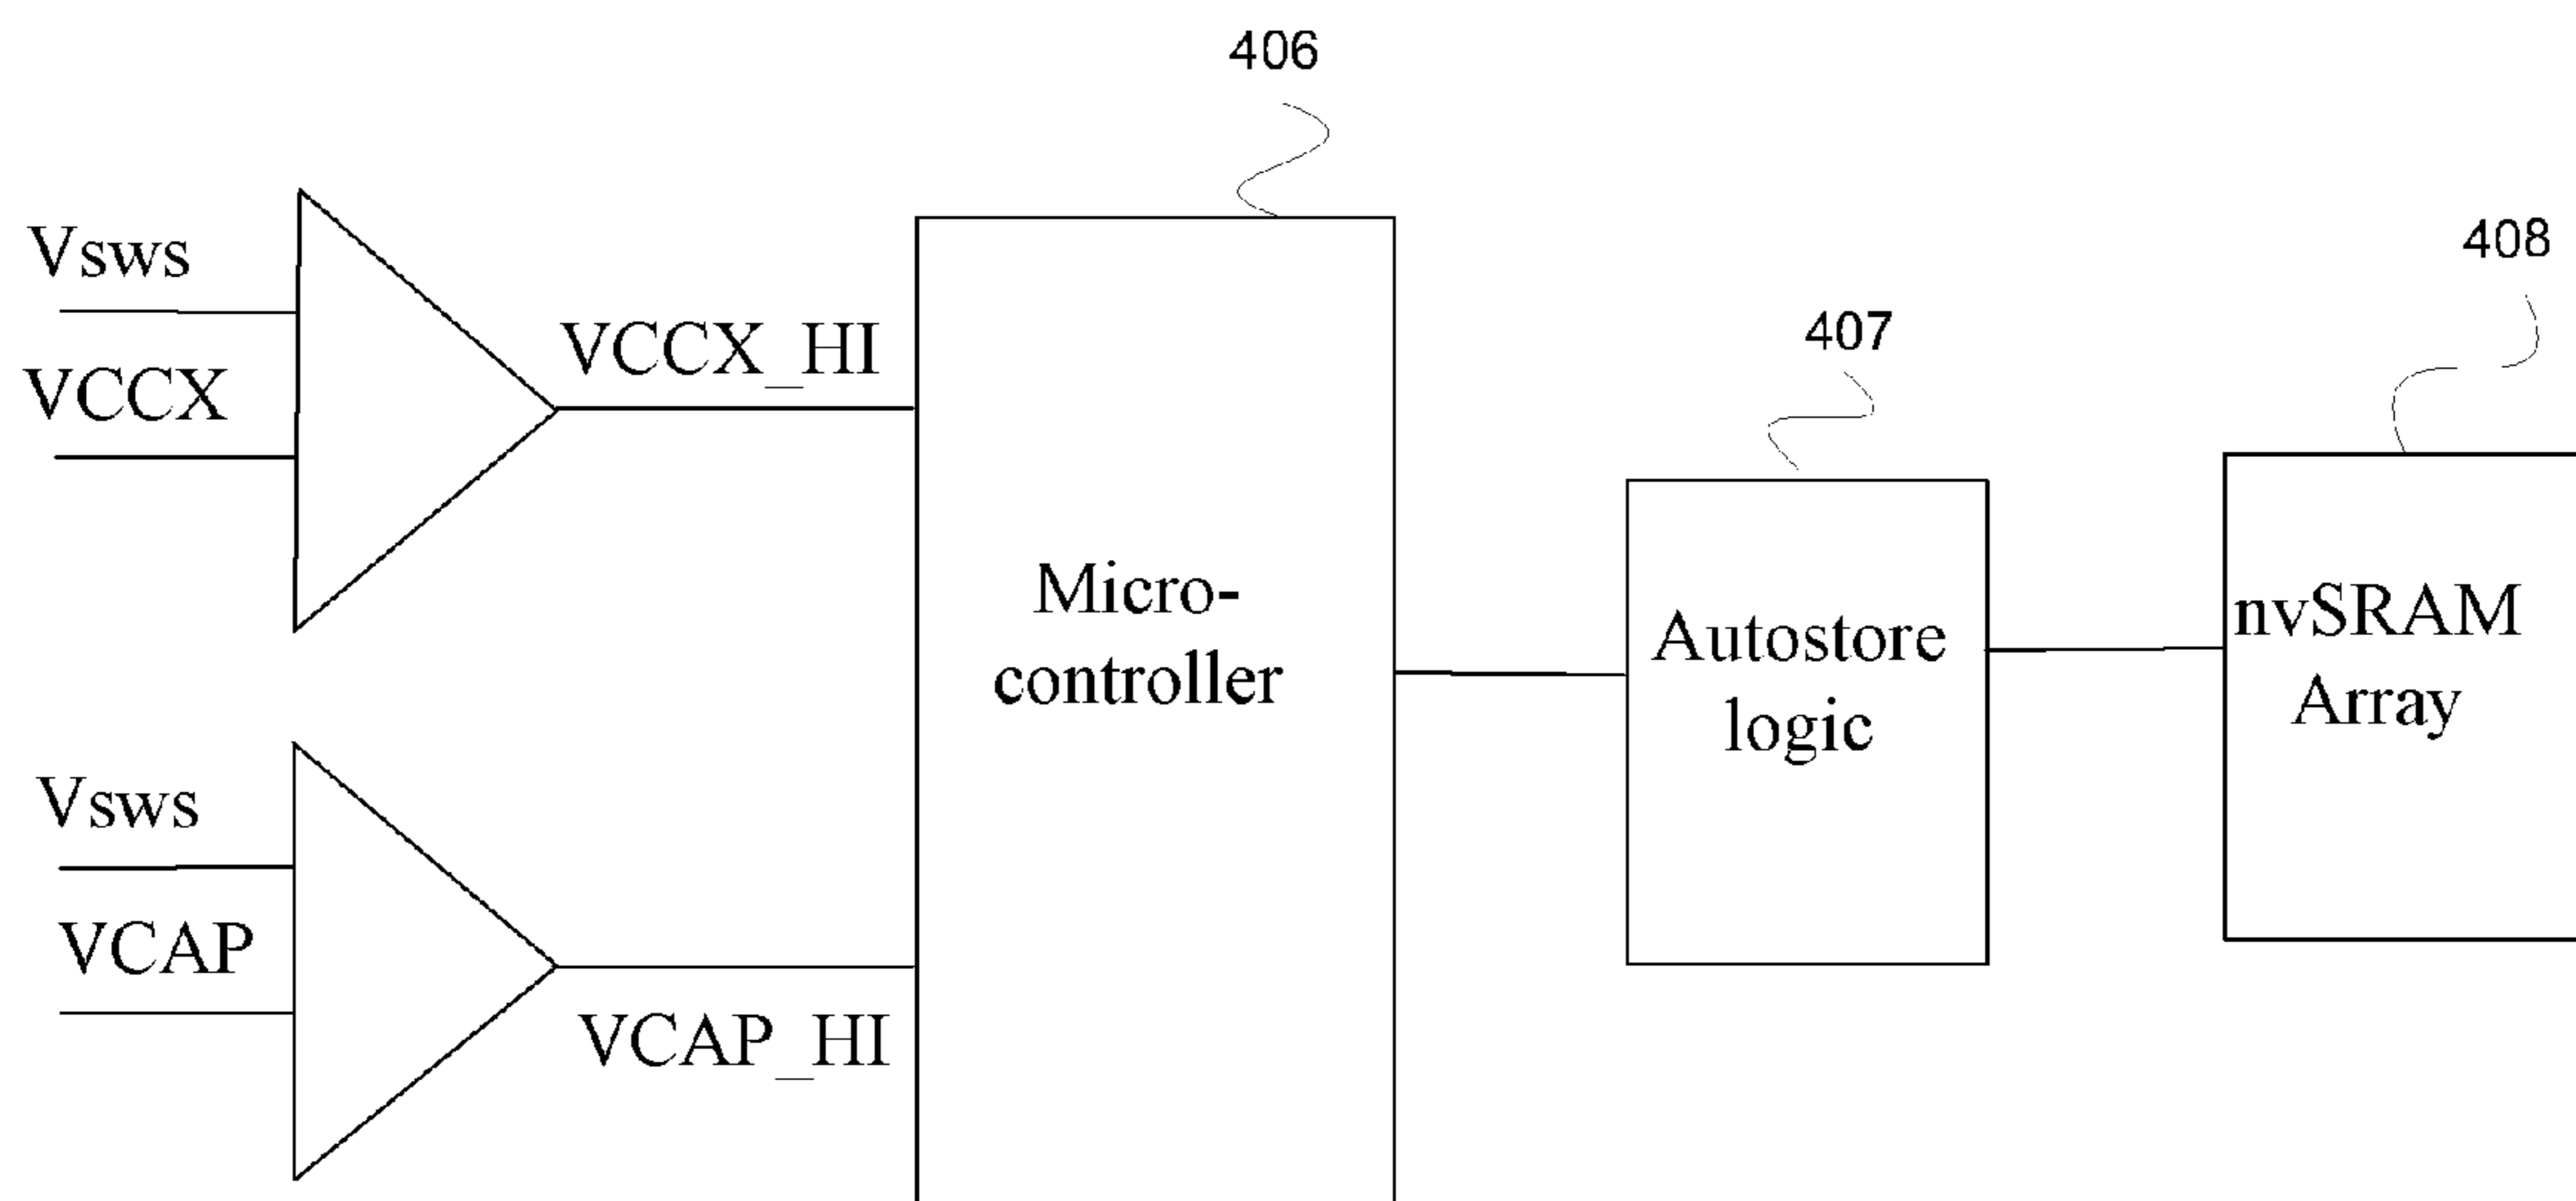 406
408
407
Vsws
VCCX
VCCX_HI
Micro-
controller
Autostore
logic
nvSRAM
Array
Vsws
VCAP
VCAP_HI